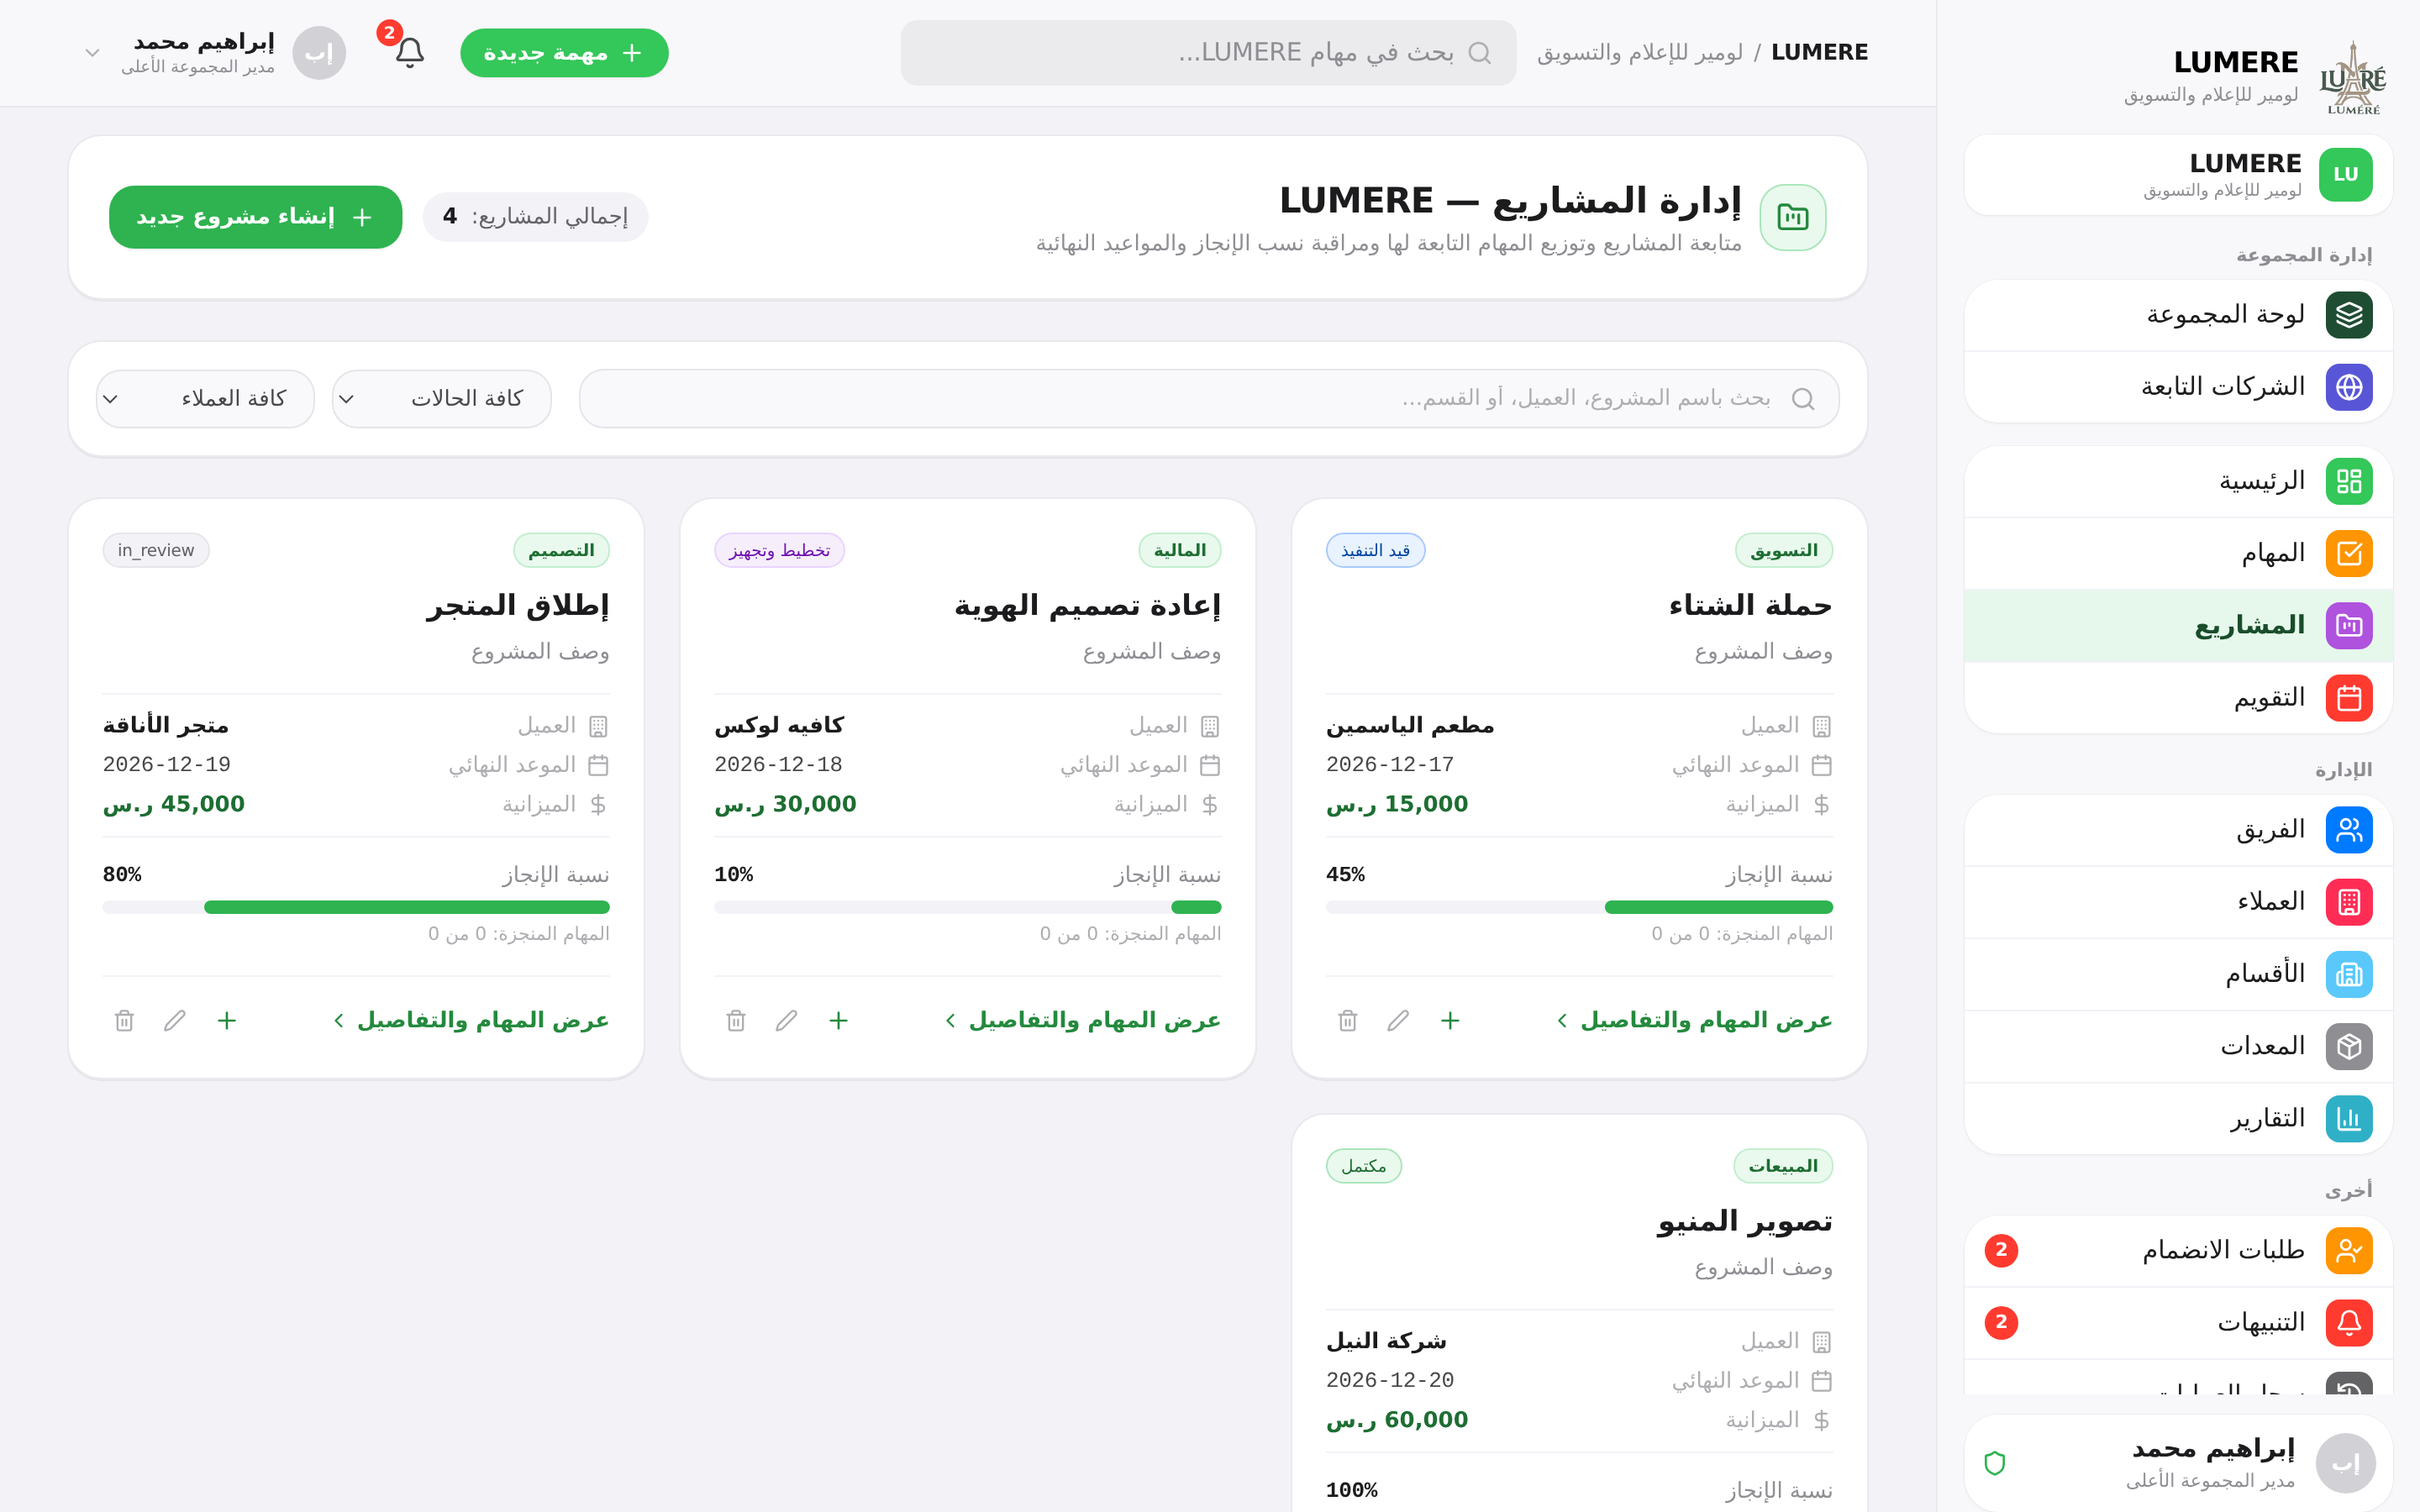 LUMERE / لومير للإعلام والتسويق
بحث في مهام LUMERE...
مهمة جديدة
2
إب
إبراهيم محمد
مدير المجموعة الأعلى
LUMERE
لومير للإعلام والتسويق
LUMÉRÉ
LU
LUMERE
لومير للإعلام والتسويق
إدارة المجموعة
لوحة المجموعة
الشركات التابعة
الرئيسية
المهام
المشاريع
التقويم
الإدارة
الفريق
العملاء
الأقسام
المعدات
التقارير
أخرى
طلبات الانضمام 2
التنبيهات 2
إب
إبراهيم محمد
مدير المجموعة الأعلى
إدارة المشاريع — LUMERE
متابعة المشاريع وتوزيع المهام التابعة لها ومراقبة نسب الإنجاز والمواعيد النهائية
إجمالي المشاريع: 4
إنشاء مشروع جديد
بحث باسم المشروع، العميل، أو القسم...
كافة الحالات
كافة العملاء
التسويق
قيد التنفيذ
حملة الشتاء
وصف المشروع
العميل مطعم الياسمين
الموعد النهائي 2026-12-17
الميزانية 15,000 ر.س
نسبة الإنجاز 45%
المهام المنجزة: 0 من 0
عرض المهام والتفاصيل
المالية
تخطيط وتجهيز
إعادة تصميم الهوية
وصف المشروع
العميل كافيه لوكس
الموعد النهائي 2026-12-18
الميزانية 30,000 ر.س
نسبة الإنجاز 10%
المهام المنجزة: 0 من 0
عرض المهام والتفاصيل
التصميم
in_review
إطلاق المتجر
وصف المشروع
العميل متجر الأناقة
الموعد النهائي 2026-12-19
الميزانية 45,000 ر.س
نسبة الإنجاز 80%
المهام المنجزة: 0 من 0
عرض المهام والتفاصيل
المبيعات
مكتمل
تصوير المنيو
وصف المشروع
العميل شركة النيل
الموعد النهائي 2026-12-20
الميزانية 60,000 ر.س
نسبة الإنجاز 100%